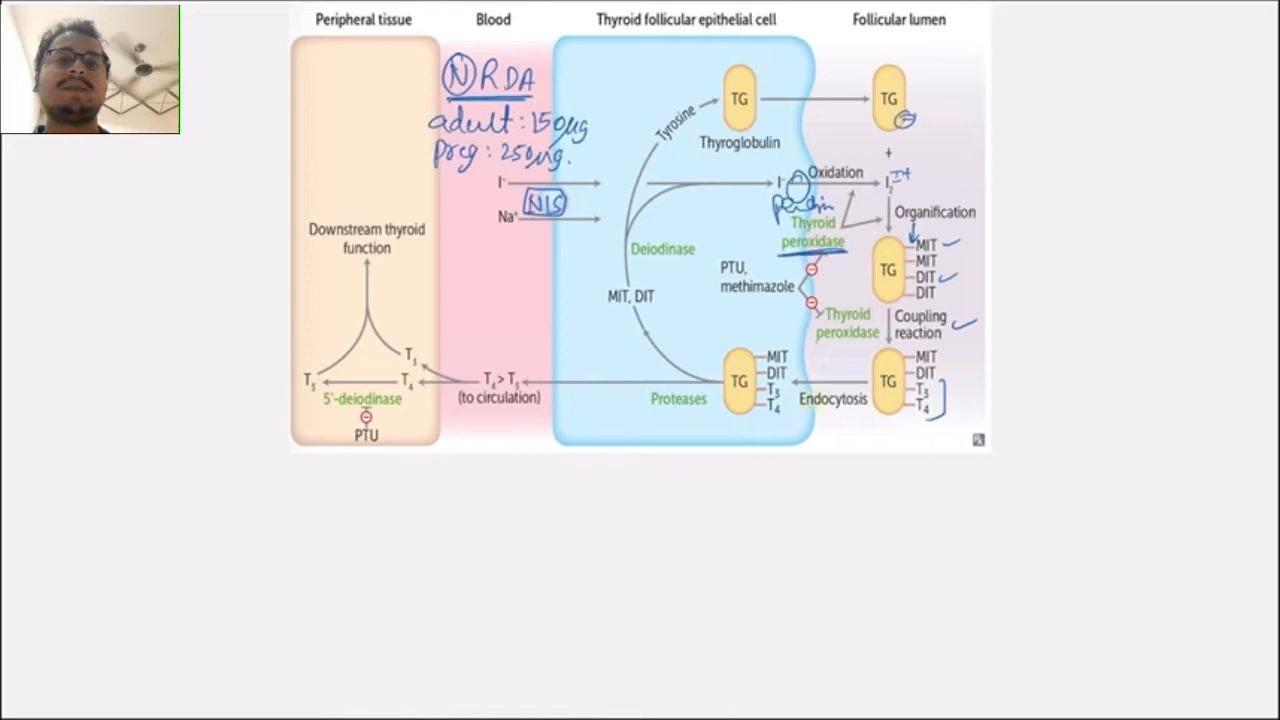 Peripheral tissue
Blood
Thyroid follicular epithelial cell
Follicular lumen
N RDA
adult : 150 µg
preg : 250 µg.
I-
NIS
Na+
Downstream thyroid
function
T3
T3
T4
5'-deiodinase
PTU
T4 > T3
(to circulation)
Tyrosine
TG
Thyroglobulin
TG
+
I-
Oxidation
I2
I+
pendrin
Thyroid
peroxidase
Organification
Deiodinase
MIT, DIT
PTU,
methimazole
TG
MIT
MIT
DIT
DIT
Thyroid
peroxidase
Coupling
reaction
Proteases
TG
MIT
DIT
T3
T4
Endocytosis
TG
MIT
DIT
T3
T4